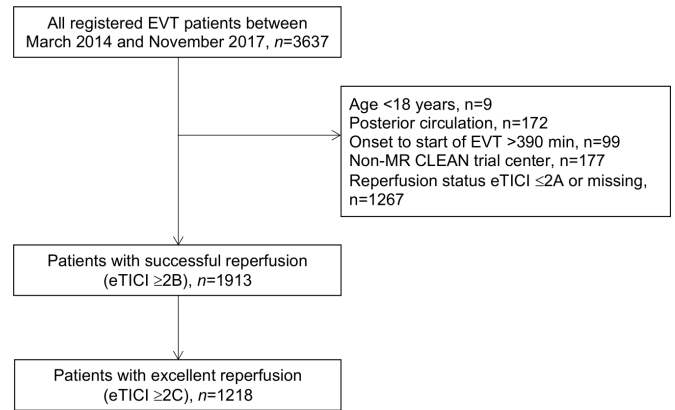 All registered EVT patients between
March 2014 and November 2017, n=3637
Age <18 years, n=9
Posterior circulation, n=172
Onset to start of EVT >390 min, n=99
Non-MR CLEAN trial center, n=177
Reperfusion status eTICI ≤2A or missing,
n=1267
Patients with successful reperfusion
(eTICI ≥2B), n=1913
Patients with excellent reperfusion
(eTICI ≥2C), n=1218